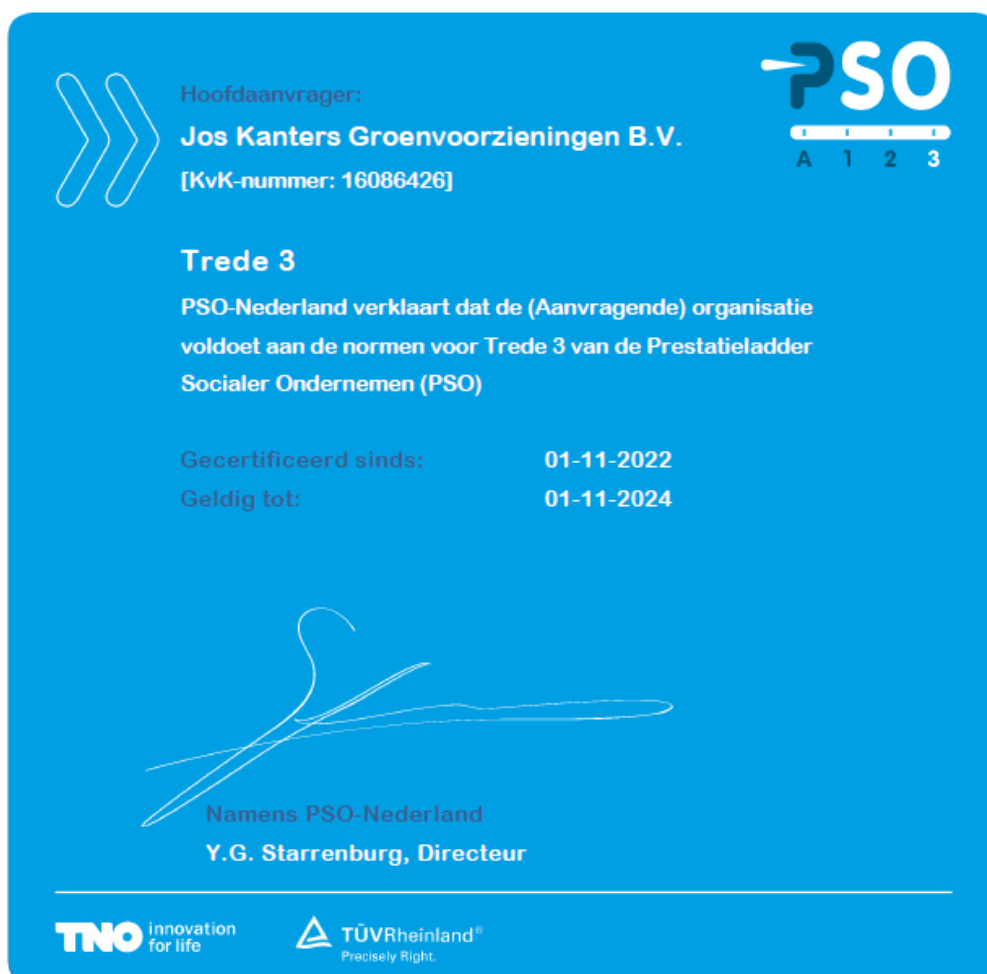 PSO
A 1 2 3
Hoofdaanvrager:
Jos Kanters Groenvoorzieningen B.V.
[KvK-nummer: 16086426]
Trede 3
PSO-Nederland verklaart dat de (Aanvragende) organisatie
voldoet aan de normen voor Trede 3 van de Prestatieladder
Socialer Ondernemen (PSO)
Gecertificeerd sinds: 01-11-2022
Geldig tot: 01-11-2024
Namens PSO-Nederland
Y.G. Starrenburg, Directeur
TNO innovation
for life
TÜVRheinland®
Precisely Right.